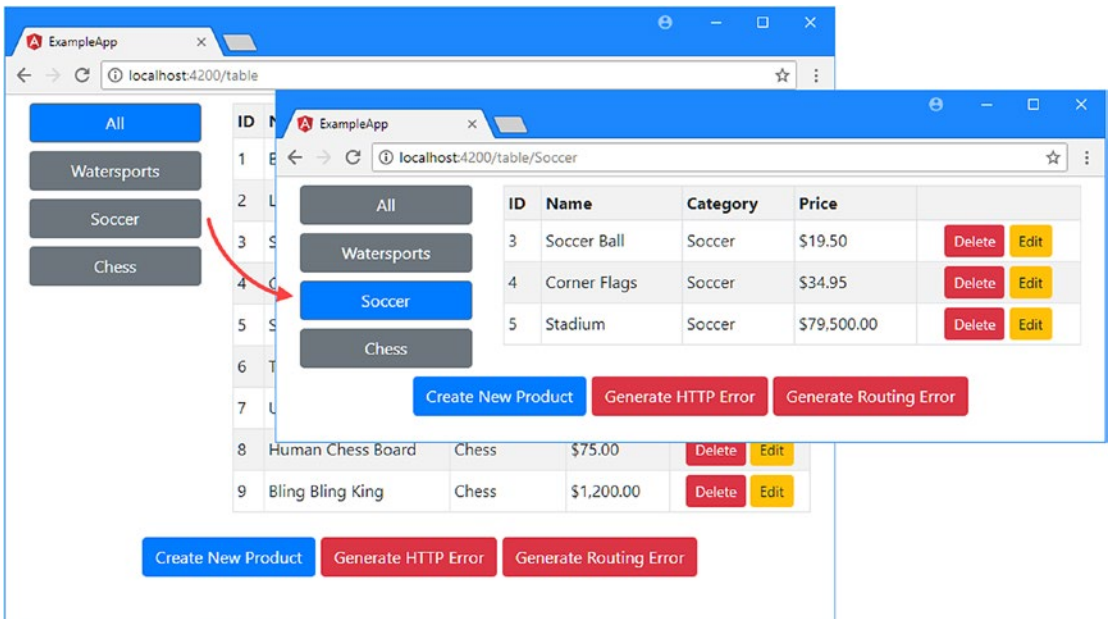 ExampleApp
localhost:4200/table
All
Watersports
Soccer
Chess
ID
1
2
3
4
5
6
7
8 Human Chess Board Chess $75.00 Delete Edit
9 Bling Bling King Chess $1,200.00 Delete Edit
Create New Product Generate HTTP Error Generate Routing Error
ExampleApp
localhost:4200/table/Soccer
All
Watersports
Soccer
Chess
ID Name Category Price
3 Soccer Ball Soccer $19.50 Delete Edit
4 Corner Flags Soccer $34.95 Delete Edit
5 Stadium Soccer $79,500.00 Delete Edit
Create New Product Generate HTTP Error Generate Routing Error